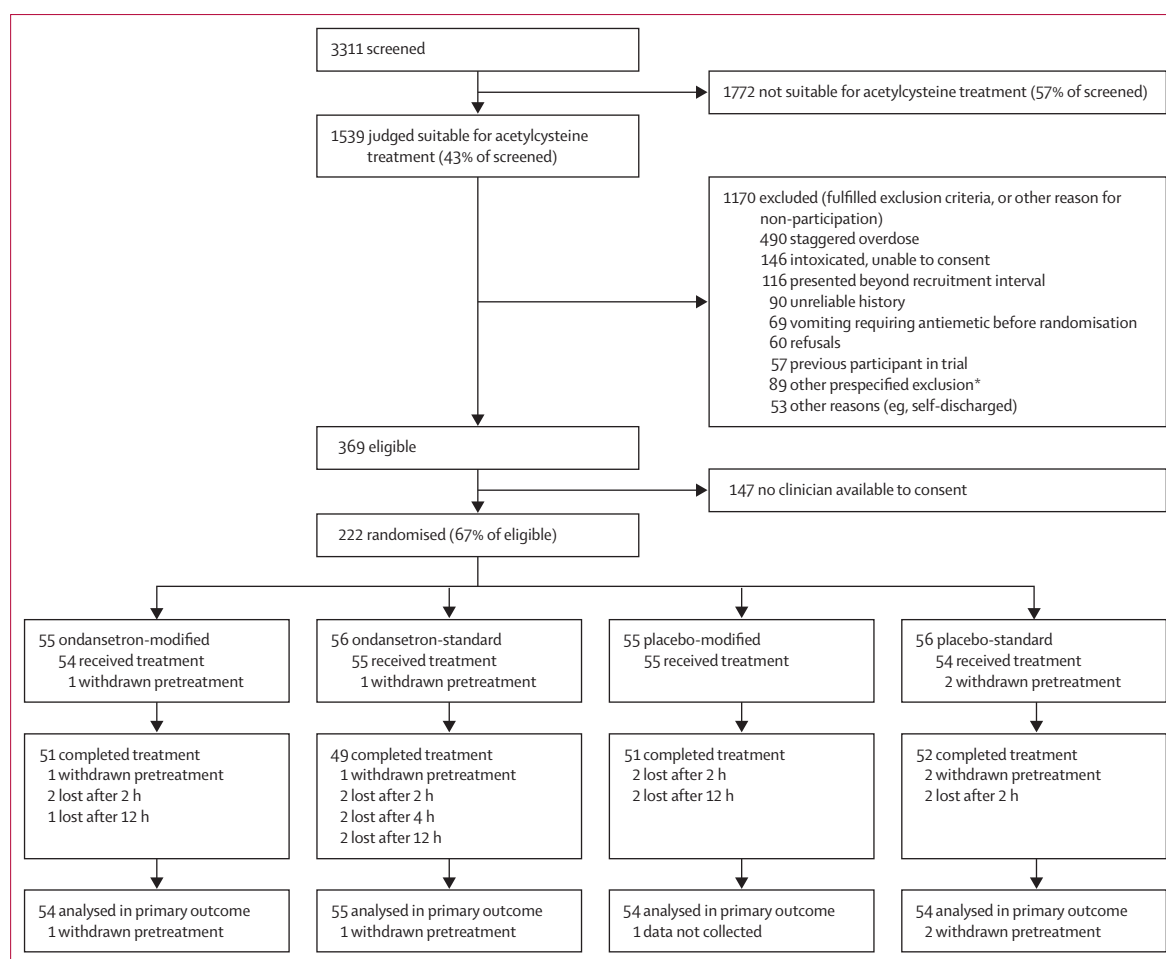 3311 screened
1772 not suitable for acetylcysteine treatment (57% of screened)
1539 judged suitable for acetylcysteine
treatment (43% of screened)
1170 excluded (fulfilled exclusion criteria, or other reason for
non-participation)
490 staggered overdose
146 intoxicated, unable to consent
116 presented beyond recruitment interval
90 unreliable history
69 vomiting requiring antiemetic before randomisation
60 refusals
57 previous participant in trial
89 other prespecified exclusion*
53 other reasons (eg, self-discharged)
369 eligible
147 no clinician available to consent
222 randomised (67% of eligible)
55 ondansetron-modified
54 received treatment
1 withdrawn pretreatment
56 ondansetron-standard
55 received treatment
1 withdrawn pretreatment
55 placebo-modified
55 received treatment
56 placebo-standard
54 received treatment
2 withdrawn pretreatment
51 completed treatment
1 withdrawn pretreatment
2 lost after 2 h
1 lost after 12 h
49 completed treatment
1 withdrawn pretreatment
2 lost after 2 h
2 lost after 4 h
2 lost after 12 h
51 completed treatment
2 lost after 2 h
2 lost after 12 h
52 completed treatment
2 withdrawn pretreatment
2 lost after 2 h
54 analysed in primary outcome
1 withdrawn pretreatment
55 analysed in primary outcome
1 withdrawn pretreatment
54 analysed in primary outcome
1 data not collected
54 analysed in primary outcome
2 withdrawn pretreatment